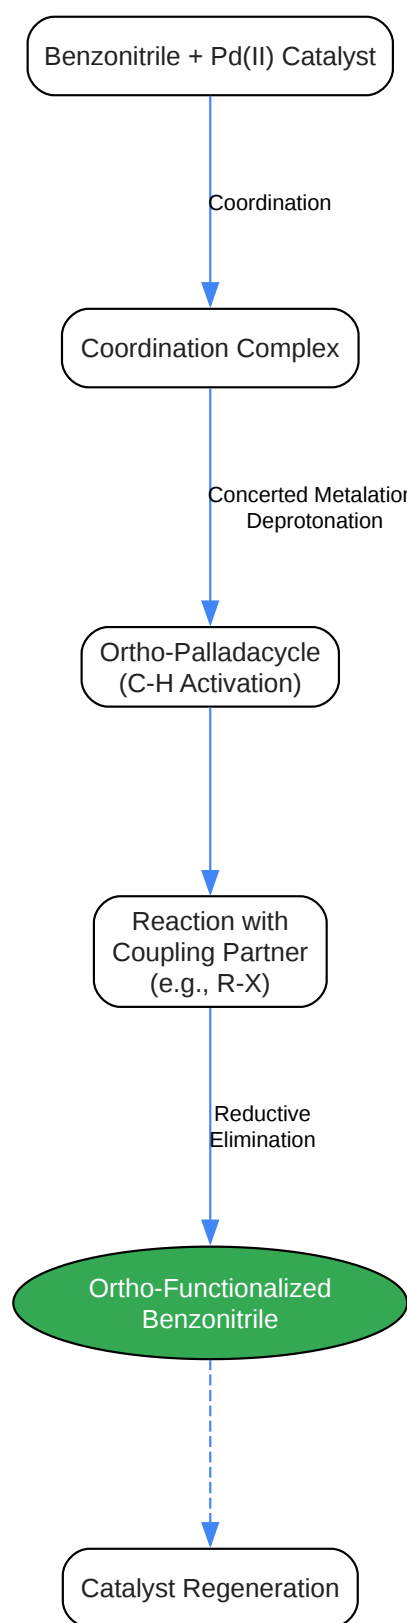 Benzonitrile + Pd(II) Catalyst
Coordination
Coordination Complex
Concerted Metalation
Deprotonation
Ortho-Palladacycle
(C-H Activation)
Reaction with
Coupling Partner
(e.g., R-X)
Reductive
Elimination
Ortho-Functionalized
Benzonitrile
Catalyst Regeneration